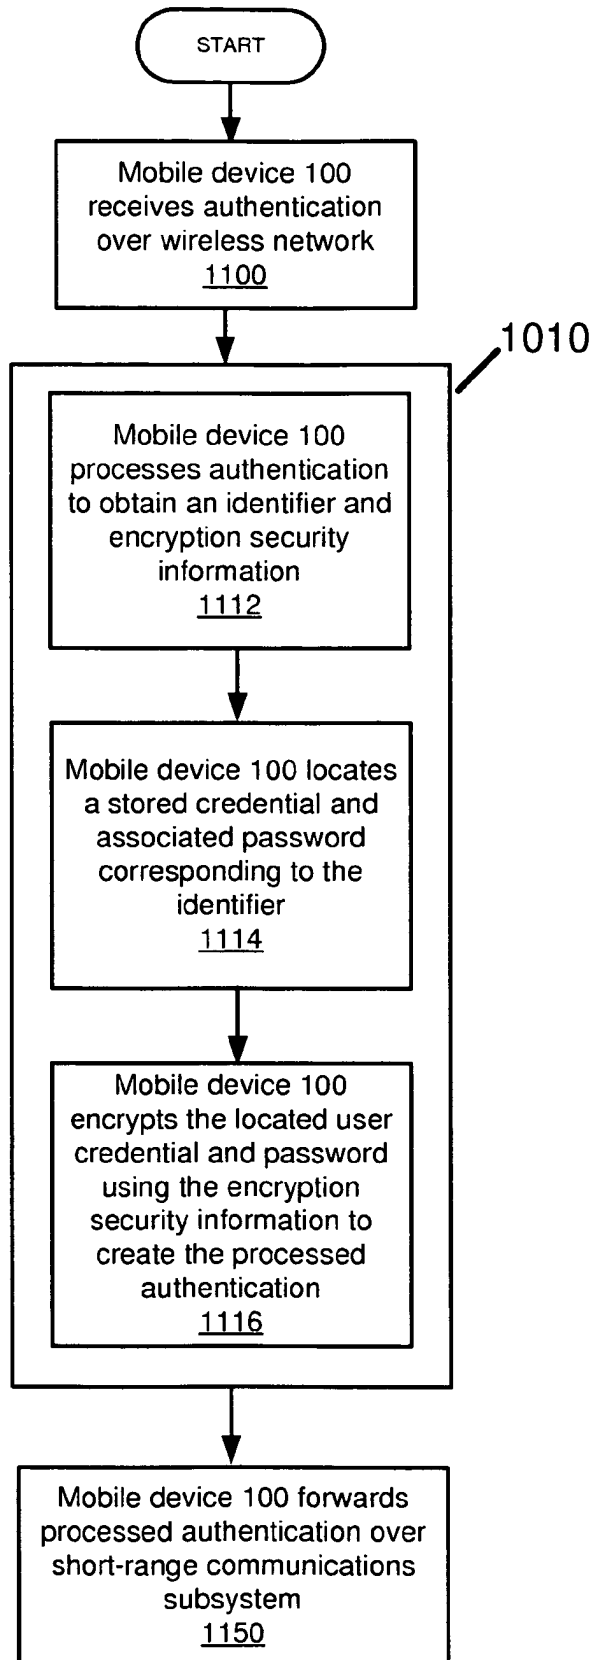 START
Mobile device 100
receives authentication
over wireless network
1100
1010
Mobile device 100
processes authentication
to obtain an identifier and
encryption security
information
1112
Mobile device 100 locates
a stored credential and
associated password
corresponding to the
identifier
1114
Mobile device 100
encrypts the located user
credential and password
using the encryption
security information to
create the processed
authentication
1116
Mobile device 100 forwards
processed authentication over
short-range communications
subsystem
1150